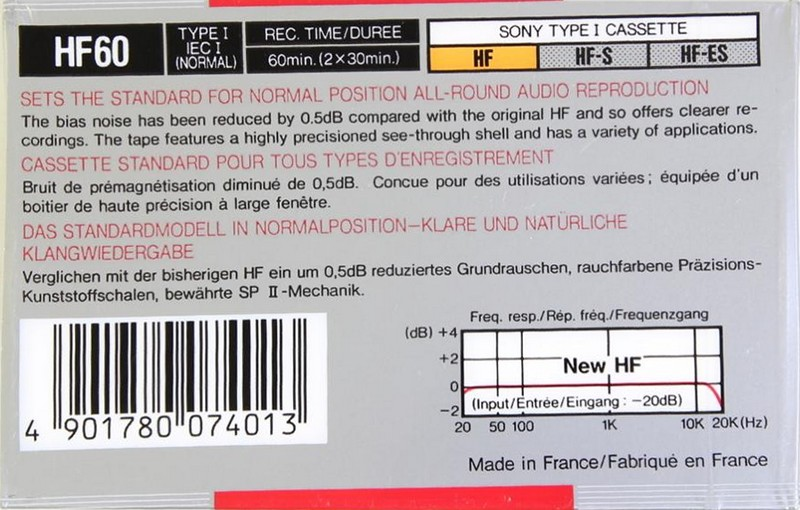 HF60
TYPE I
IEC I
(NORMAL)
REC. TIME/DURÉE
60min. (2×30min.)
SONY TYPE I CASSETTE
HF
HF-S
HF-ES
SETS THE STANDARD FOR NORMAL POSITION ALL-ROUND AUDIO REPRODUCTION
The bias noise has been reduced by 0.5dB compared with the original HF and so offers clearer re-
cordings. The tape features a highly precisioned see-through shell and has a variety of applications.
CASSETTE STANDARD POUR TOUS TYPES D'ENREGISTREMENT
Bruit de prémagnétisation diminué de 0,5dB. Concue pour des utilisations variées; équipée d'un
boitier de haute précision à large fenêtre.
DAS STANDARDMODELL IN NORMALPOSITION–KLARE UND NATÜRLICHE
KLANGWIEDERGABE
Verglichen mit der bisherigen HF ein um 0,5dB reduziertes Grundrauschen, rauchfarbene Präzisions-
Kunststoffschalen, bewährte SP II-Mechanik.
4 901780 074013
Freq. resp./Rép. fréq./Frequenzgang
(dB) +4
+2
0
−2
New HF
(Input/Entrée/Eingang : −20dB)
20 50 100 1K 10K 20K(Hz)
Made in France/Fabriqué en France